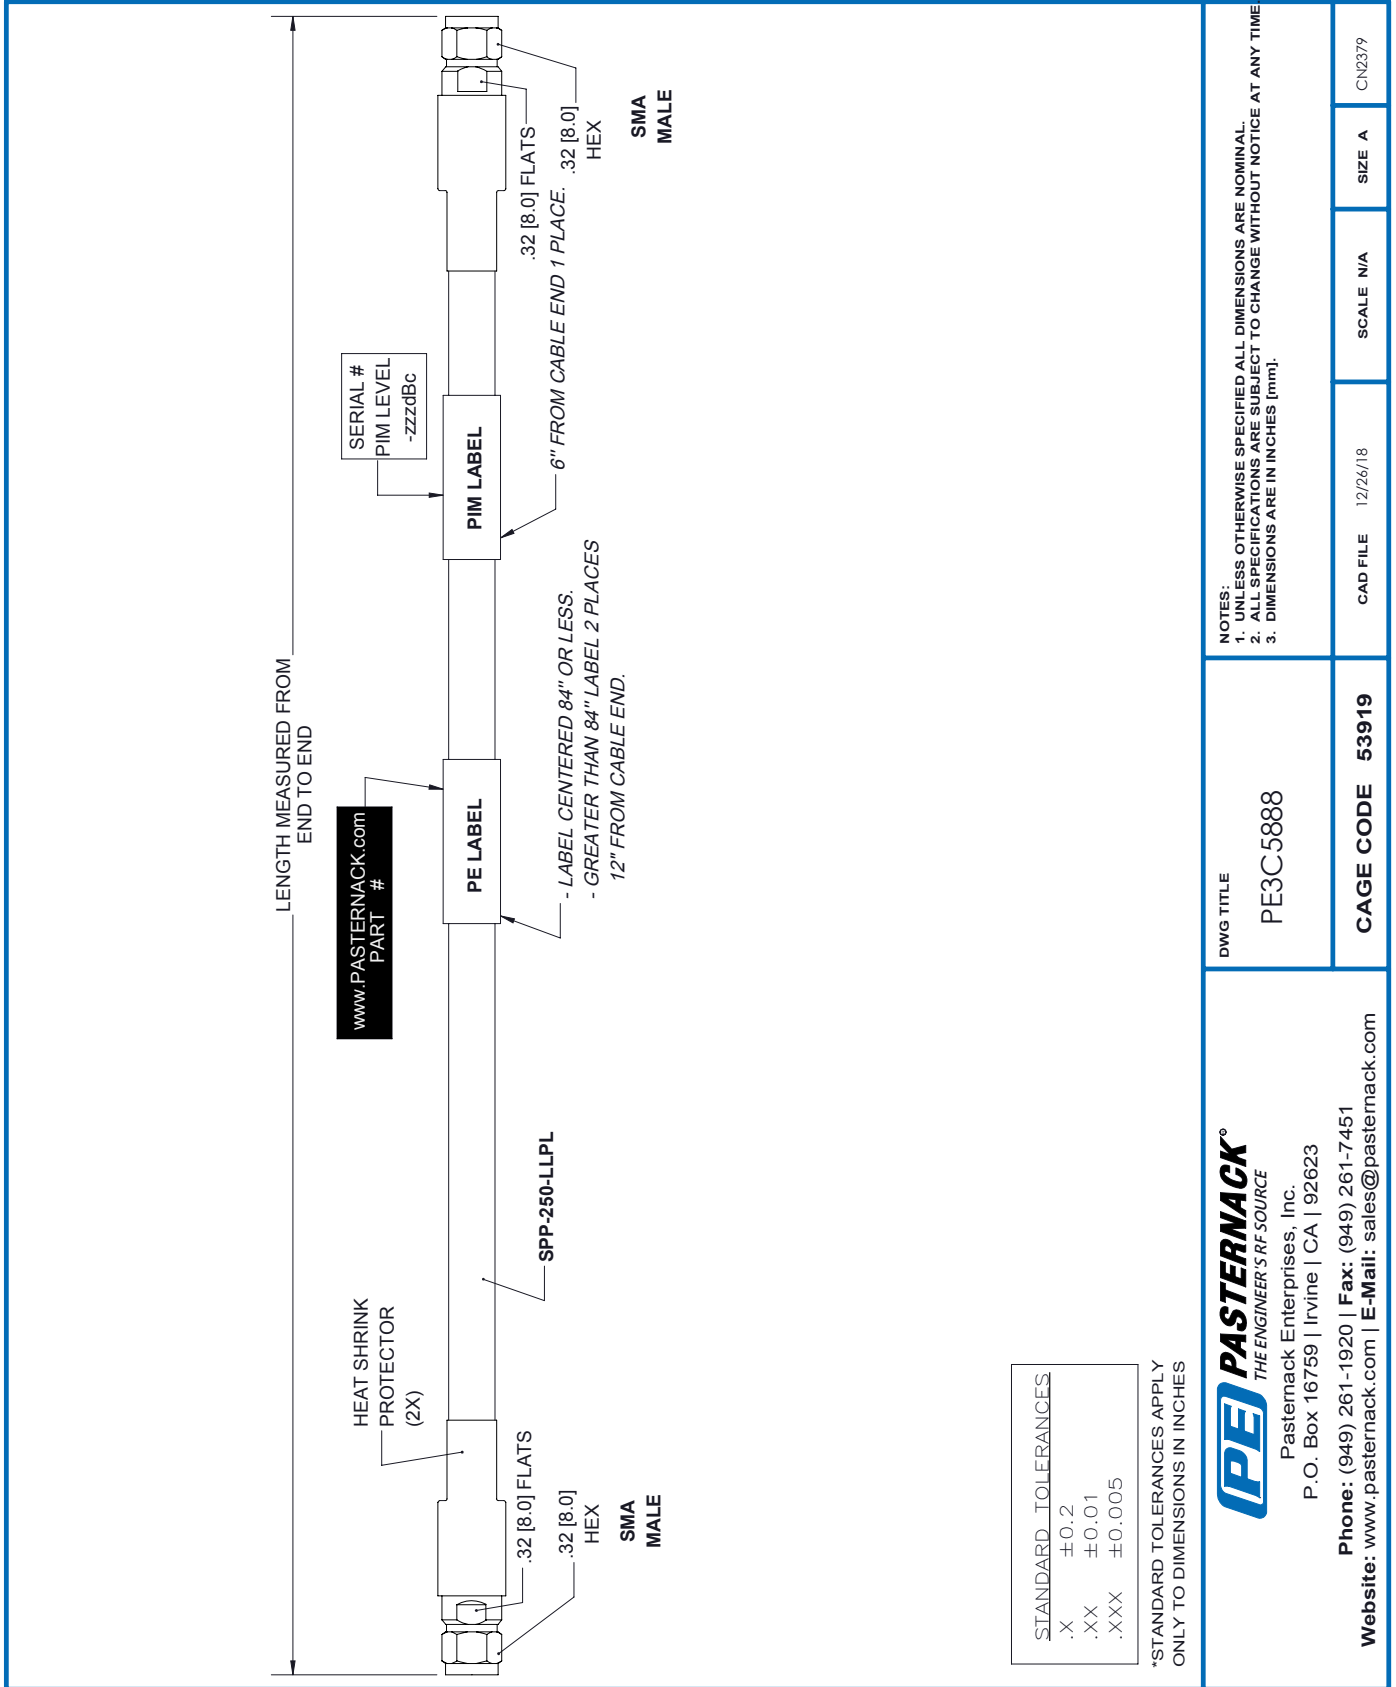 LENGTH MEASURED FROM
END TO END
www.PASTERNACK.com
PART #
SERIAL #
PIM LEVEL
-zzzdBc
HEAT SHRINK
PROTECTOR
(2X)
PE LABEL
PIM LABEL
.32 [8.0] FLATS
.32 [8.0]
HEX
SMA
MALE
SPP-250-LLPL
- LABEL CENTERED 84" OR LESS.
- GREATER THAN 84" LABEL 2 PLACES
12" FROM CABLE END.
6" FROM CABLE END 1 PLACE.
.32 [8.0] FLATS
.32 [8.0]
HEX
SMA
MALE
STANDARD TOLERANCES
.X ±0.2
.XX ±0.01
.XXX ±0.005
*STANDARD TOLERANCES APPLY
ONLY TO DIMENSIONS IN INCHES
PE PASTERNACK®
THE ENGINEER'S RF SOURCE
Pasternack Enterprises, Inc.
P.O. Box 16759 | Irvine | CA | 92623
Phone: (949) 261-1920 | Fax: (949) 261-7451
Website: www.pasternack.com | E-Mail: sales@pasternack.com
DWG TITLE
PE3C5888
CAGE CODE 53919
NOTES:
1. UNLESS OTHERWISE SPECIFIED ALL DIMENSIONS ARE NOMINAL.
2. ALL SPECIFICATIONS ARE SUBJECT TO CHANGE WITHOUT NOTICE AT ANY TIME.
3. DIMENSIONS ARE IN INCHES [mm].
CAD FILE 12/26/18
SCALE N/A
SIZE A
CN2379